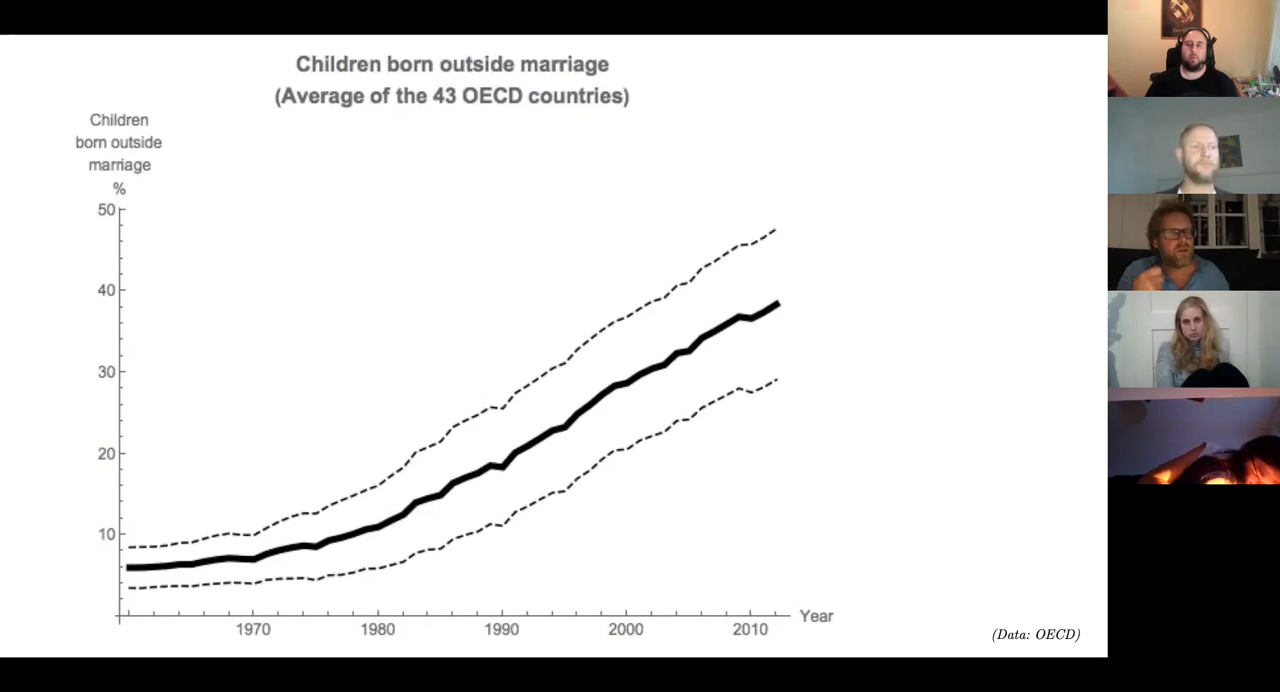 Children born outside marriage
(Average of the 43 OECD countries)
Children
born outside
marriage
%
50
40
30
20
10
1970
1980
1990
2000
2010
Year
(Data: OECD)